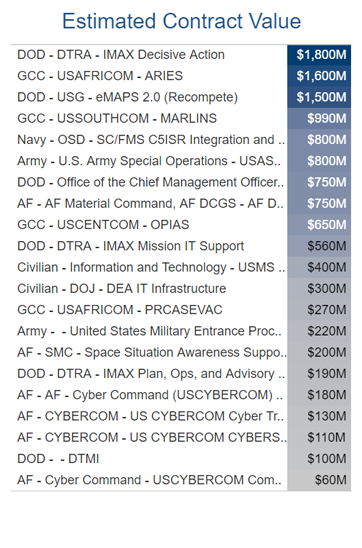 Estimated Contract Value
DOD - DTRA - IMAX Decisive Action $1,800M
GCC - USAFRICOM - ARIES $1,600M
DOD - USG - eMAPS 2.0 (Recompete) $1,500M
GCC - USSOUTHCOM - MARLINS $990M
Navy - OSD - SC/FMS C5ISR Integration and .. $800M
Army - U.S. Army Special Operations - USAS.. $800M
DOD - Office of the Chief Management Officer.. $750M
AF - AF Material Command, AF DCGS - AF D.. $750M
GCC - USCENTCOM - OPIAS $650M
DOD - DTRA - IMAX Mission IT Support $560M
Civilian - Information and Technology - USMS .. $400M
Civilian - DOJ - DEA IT Infrastructure $300M
GCC - USAFRICOM - PRCASEVAC $270M
Army - - United States Military Entrance Proc.. $220M
AF - SMC - Space Situation Awareness Suppo.. $200M
DOD - DTRA - IMAX Plan, Ops, and Advisory .. $190M
AF - AF - Cyber Command (USCYBERCOM) .. $180M
AF - CYBERCOM - US CYBERCOM Cyber Tr.. $130M
AF - CYBERCOM - US CYBERCOM CYBERS.. $110M
DOD - - DTMI $100M
AF - Cyber Command - USCYBERCOM Com.. $60M